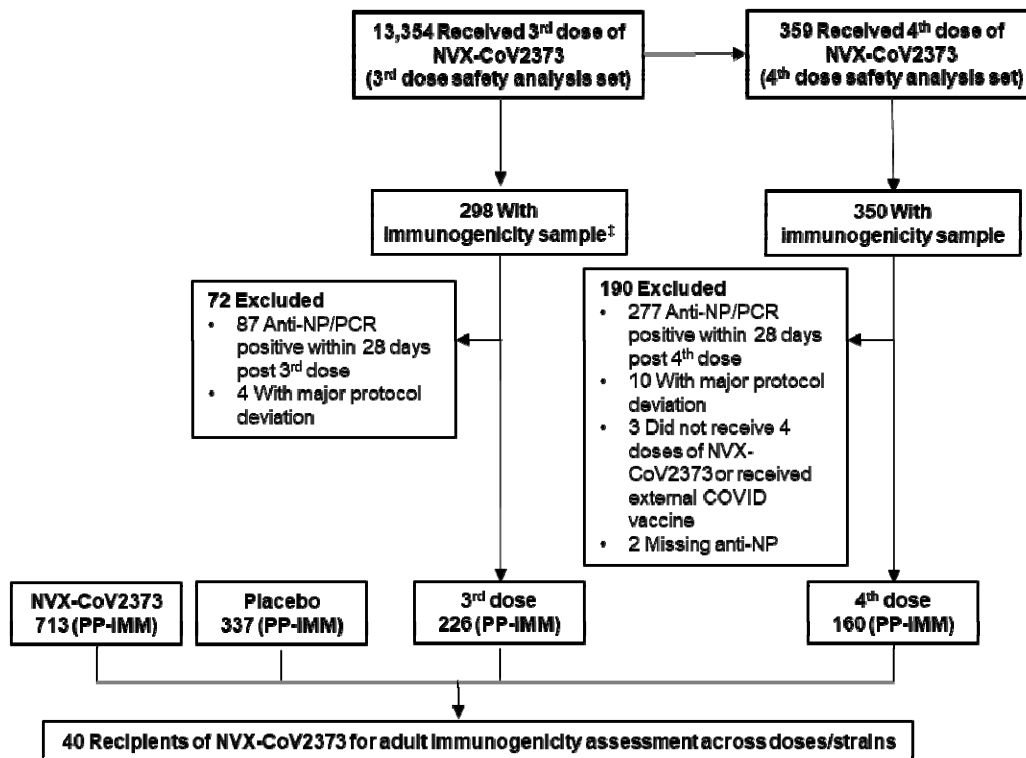 13,354 Received 3rd dose of
NVX-CoV2373
(3rd dose safety analysis set)
359 Received 4th dose of
NVX-CoV2373
(4th dose safety analysis set)
298 With
immunogenicity sample‡
350 With
immunogenicity sample
72 Excluded
• 87 Anti-NP/PCR
positive within 28 days
post 3rd dose
• 4 With major protocol
deviation
190 Excluded
• 277 Anti-NP/PCR
positive within 28 days
post 4th dose
• 10 With major protocol
deviation
• 3 Did not receive 4
doses of NVX-
CoV2373 or received
external COVID
vaccine
• 2 Missing anti-NP
NVX-CoV2373
713 (PP-IMM)
Placebo
337 (PP-IMM)
3rd dose
226 (PP-IMM)
4th dose
160 (PP-IMM)
40 Recipients of NVX-CoV2373 for adult immunogenicity assessment across doses/strains